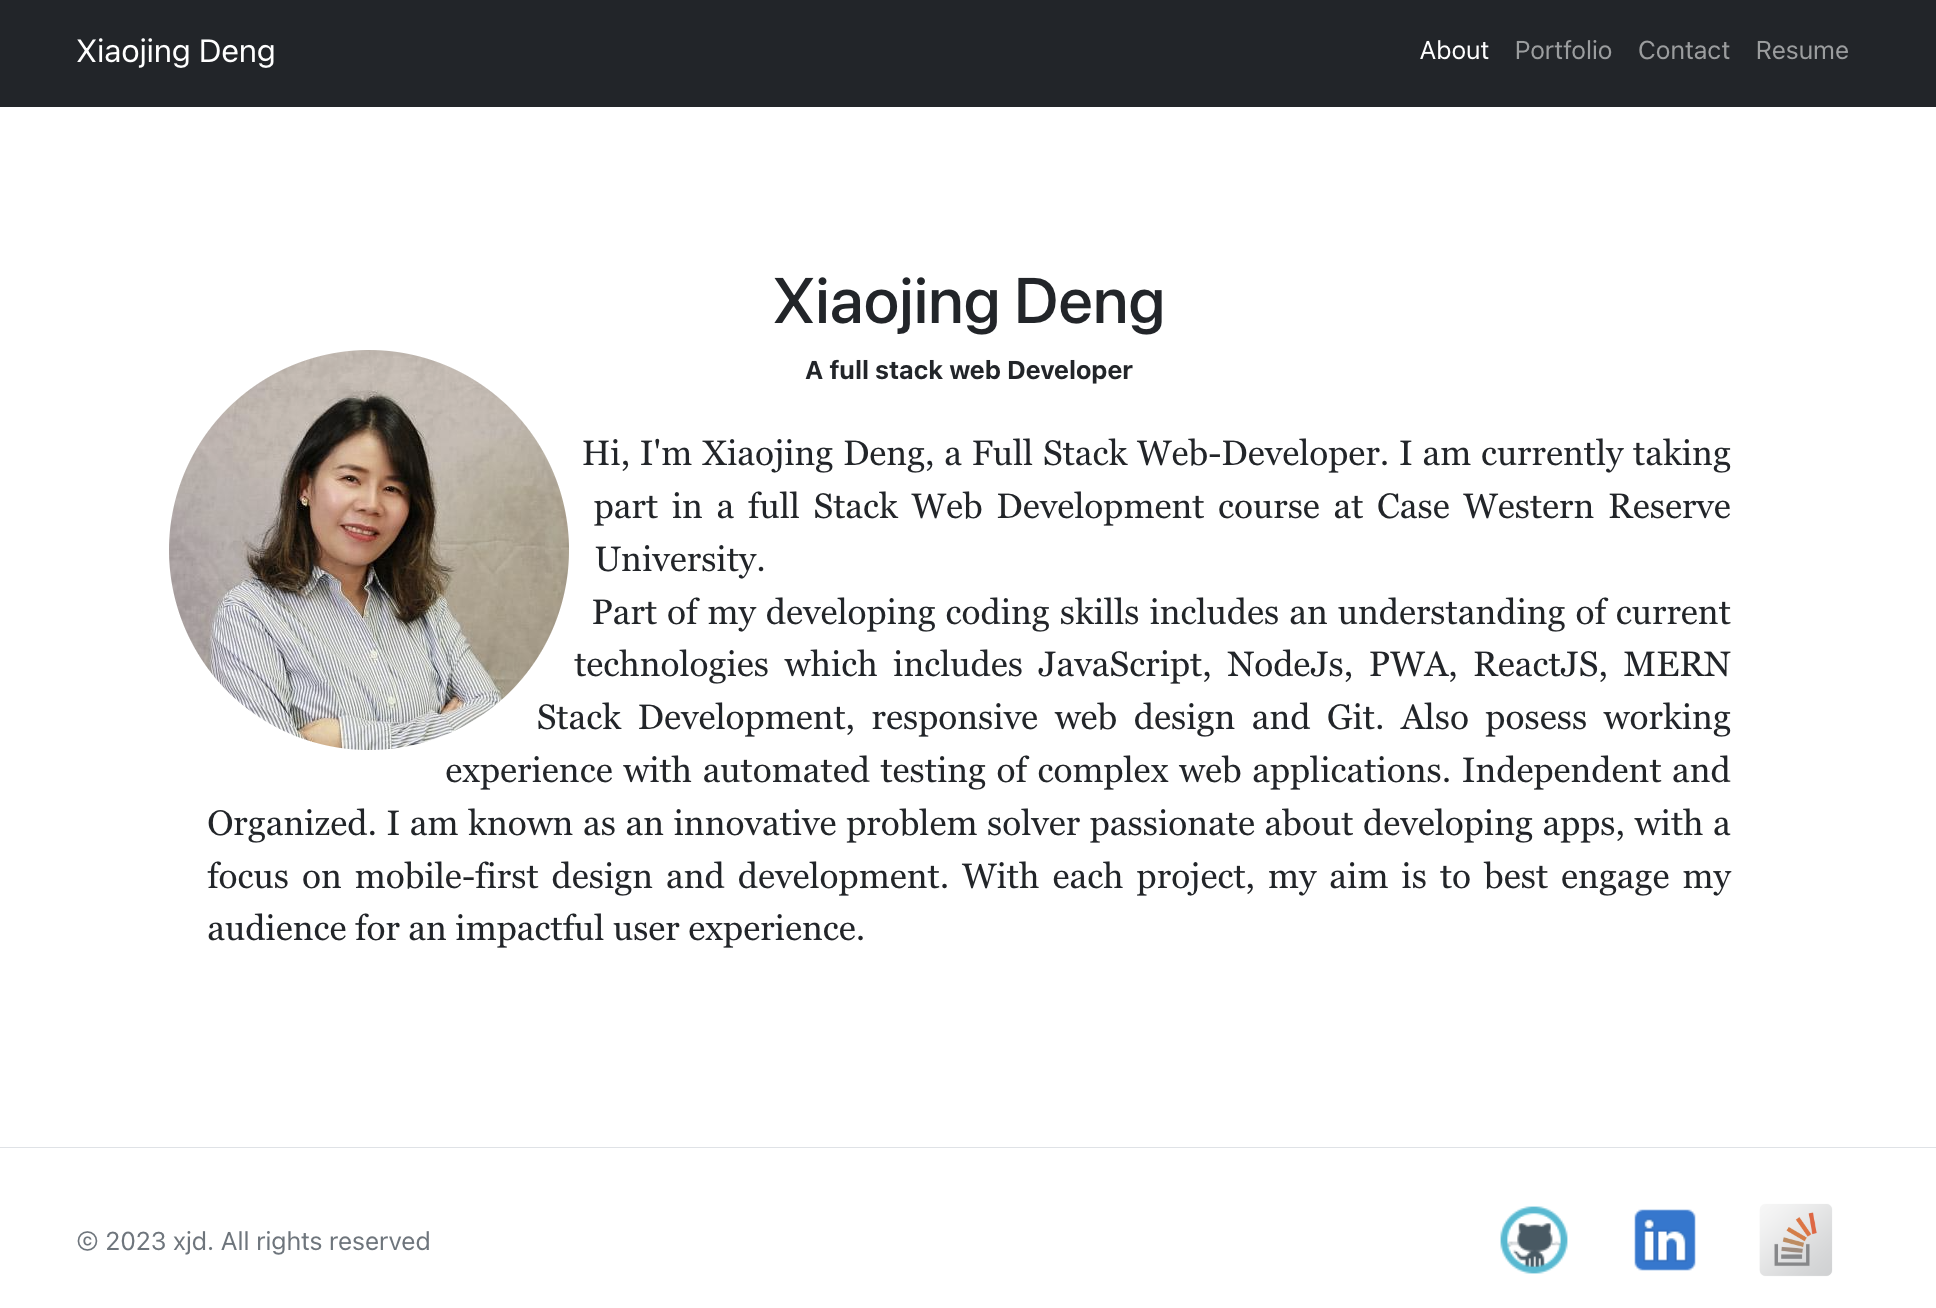 Xiaojing Deng
About Portfolio Contact Resume
Xiaojing Deng
A full stack web Developer
Hi, I'm Xiaojing Deng, a Full Stack Web-Developer. I am currently taking
part in a full Stack Web Development course at Case Western Reserve
University.
Part of my developing coding skills includes an understanding of current
technologies which includes JavaScript, NodeJs, PWA, ReactJS, MERN
Stack Development, responsive web design and Git. Also posess working
experience with automated testing of complex web applications. Independent and
Organized. I am known as an innovative problem solver passionate about developing apps, with a
focus on mobile-first design and development. With each project, my aim is to best engage my
audience for an impactful user experience.
© 2023 xjd. All rights reserved
in